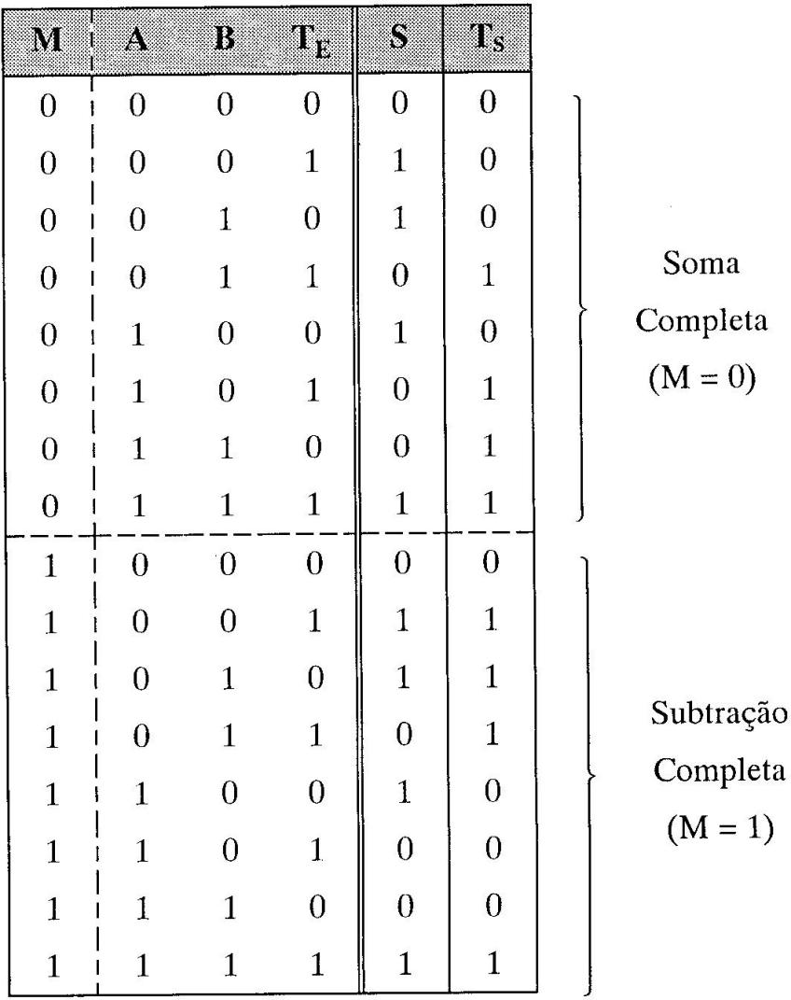 M A B T_E S T_S
0 0 0 0 0 0
0 0 0 1 1 0
0 0 1 0 1 0
0 0 1 1 0 1
0 1 0 0 1 0
0 1 0 1 0 1
0 1 1 0 0 1
0 1 1 1 1 1
Soma
Completa
(M = 0)
1 0 0 0 0 0
1 0 0 1 1 1
1 0 1 0 1 1
1 0 1 1 0 1
1 1 0 0 1 0
1 1 0 1 0 0
1 1 1 0 0 0
1 1 1 1 1 1
Subtração
Completa
(M = 1)